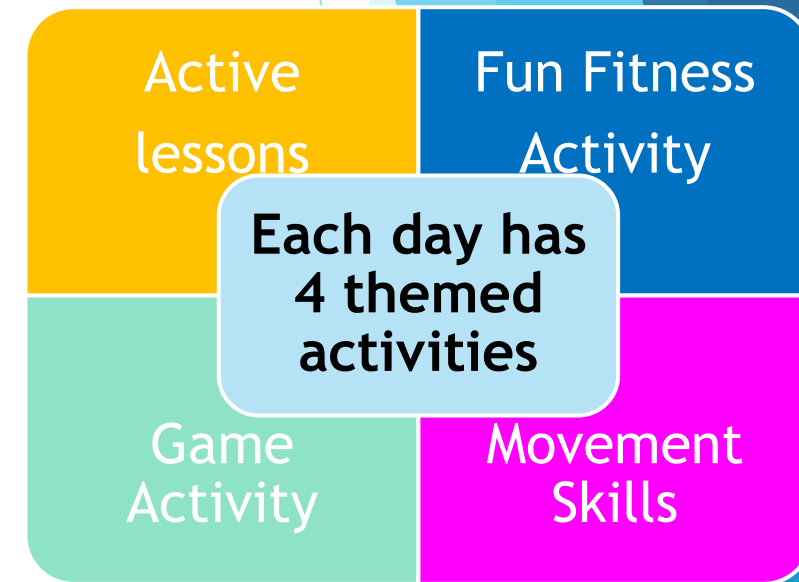 Active
lessons
Fun Fitness
Activity
Each day has
4 themed
activities
Game
Activity
Movement
Skills